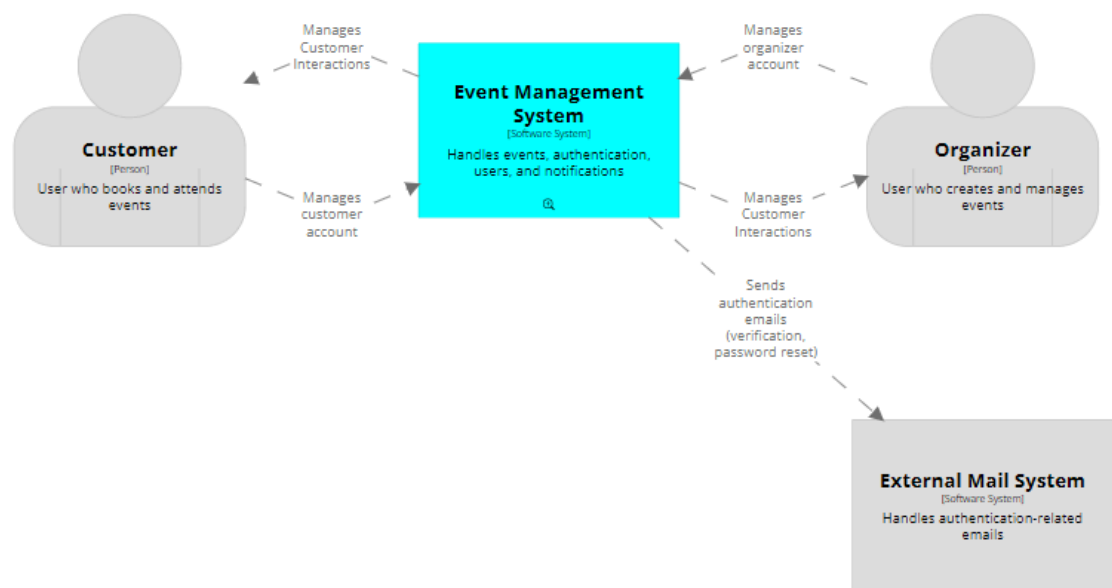 Manages
Customer
Interactions
Manages
organizer
account
Event Management
System
[Software System]
Handles events, authentication,
users, and notifications
Customer
[Person]
User who books and attends
events
Organizer
[Person]
User who creates and manages
events
Manages
customer
account
Manages
Customer
Interactions
Sends
authentication
emails
(verification,
password reset)
External Mail System
[Software System]
Handles authentication-related
emails